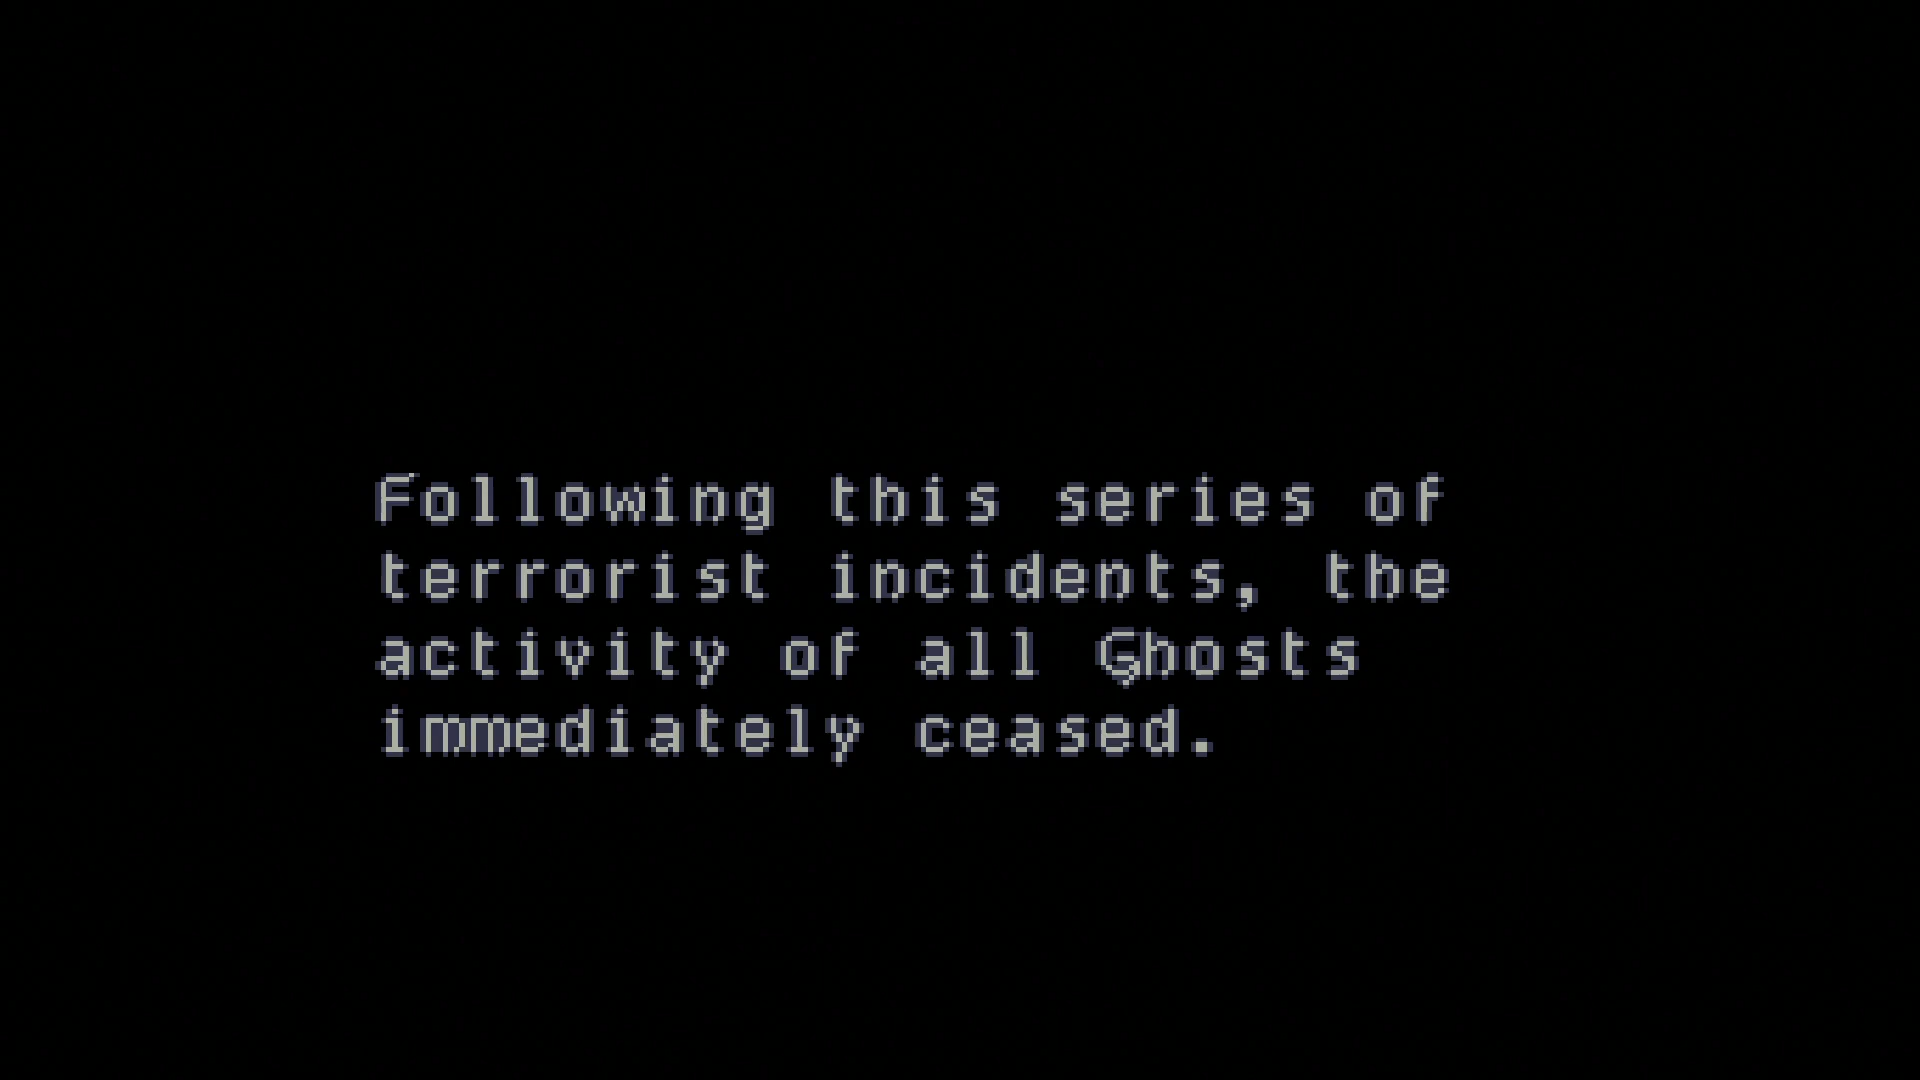 Following this series of
terrorist incidents, the
activity of all Ghosts
immediately ceased.